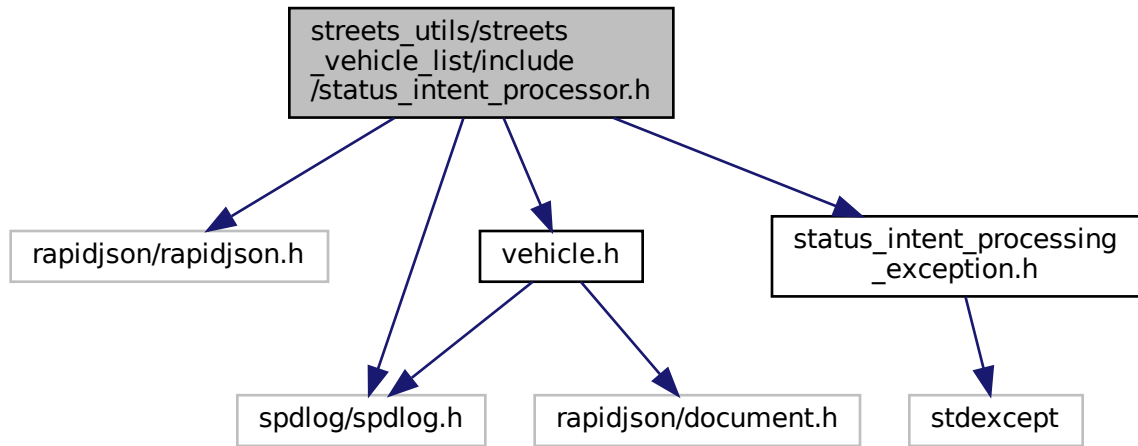 streets_utils/streets
_vehicle_list/include
/status_intent_processor.h
rapidjson/rapidjson.h
vehicle.h
status_intent_processing
_exception.h
spdlog/spdlog.h
rapidjson/document.h
stdexcept